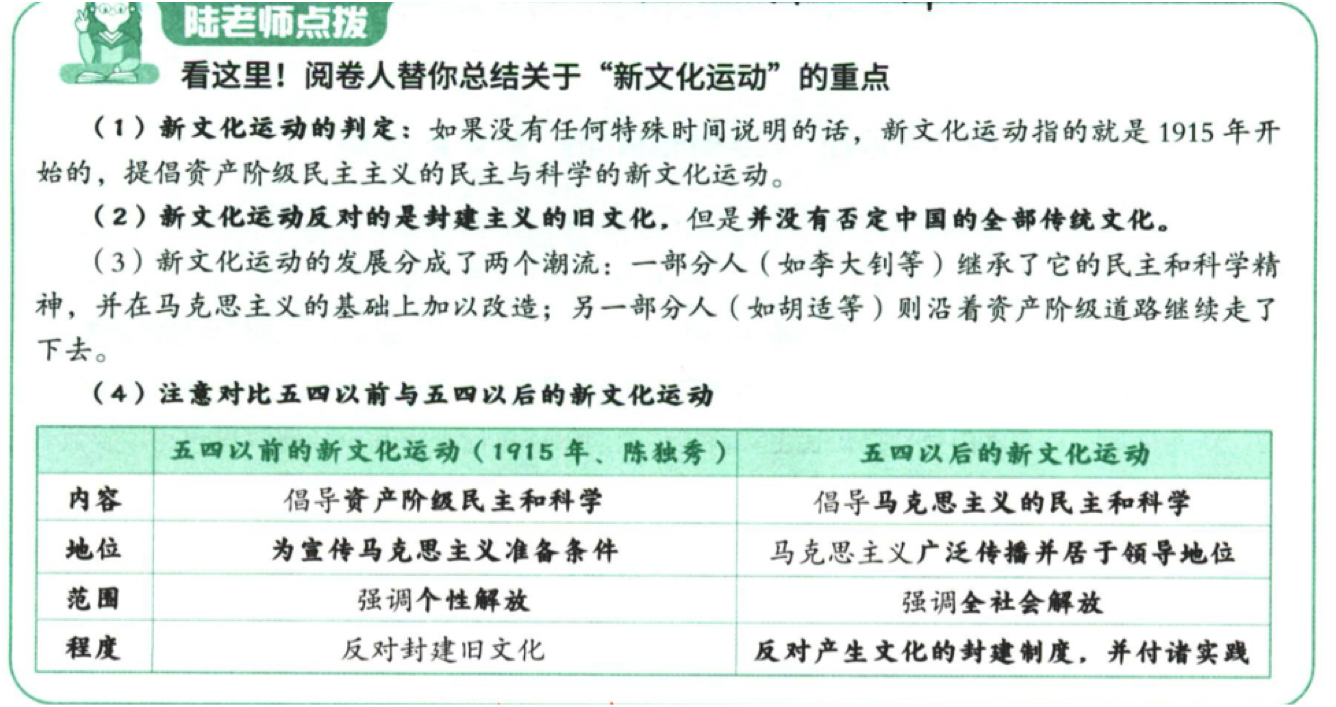 陆老师点拨
看这里！阅卷人替你总结关于“新文化运动”的重点
（1）新文化运动的判定：如果没有任何特殊时间说明的话，新文化运动指的就是 1915 年开
始的，提倡资产阶级民主主义的民主与科学的新文化运动。
（2）新文化运动反对的是封建主义的旧文化，但是并没有否定中国的全部传统文化。
（3）新文化运动的发展分成了两个潮流：一部分人（如李大钊等）继承了它的民主和科学精
神，并在马克思主义的基础上加以改造；另一部分人（如胡适等）则沿着资产阶级道路继续走了
下去。
（4）注意对比五四以前与五四以后的新文化运动
五四以前的新文化运动（1915 年、陈独秀） 五四以后的新文化运动
内容 倡导资产阶级民主和科学 倡导马克思主义的民主和科学
地位 为宣传马克思主义准备条件 马克思主义广泛传播并居于领导地位
范围 强调个性解放 强调全社会解放
程度 反对封建旧文化 反对产生文化的封建制度，并付诸实践